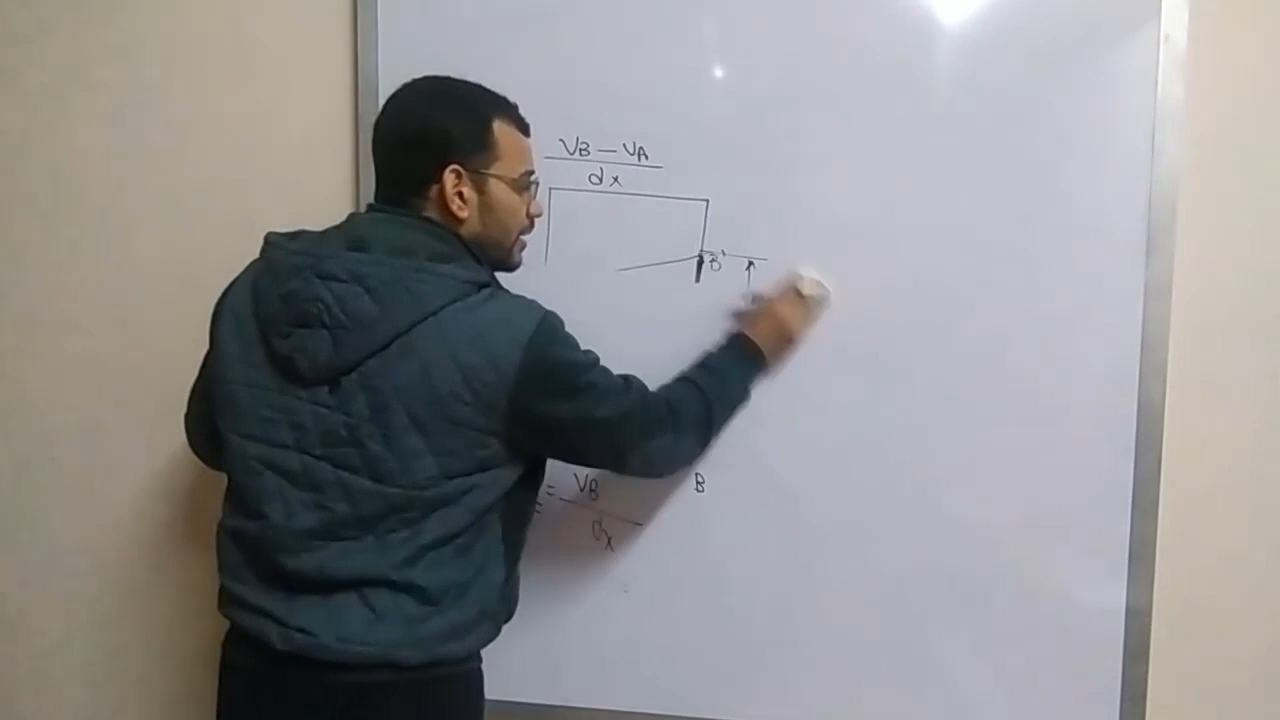 VB – VA
dx
B'
= VB
=
dx
B